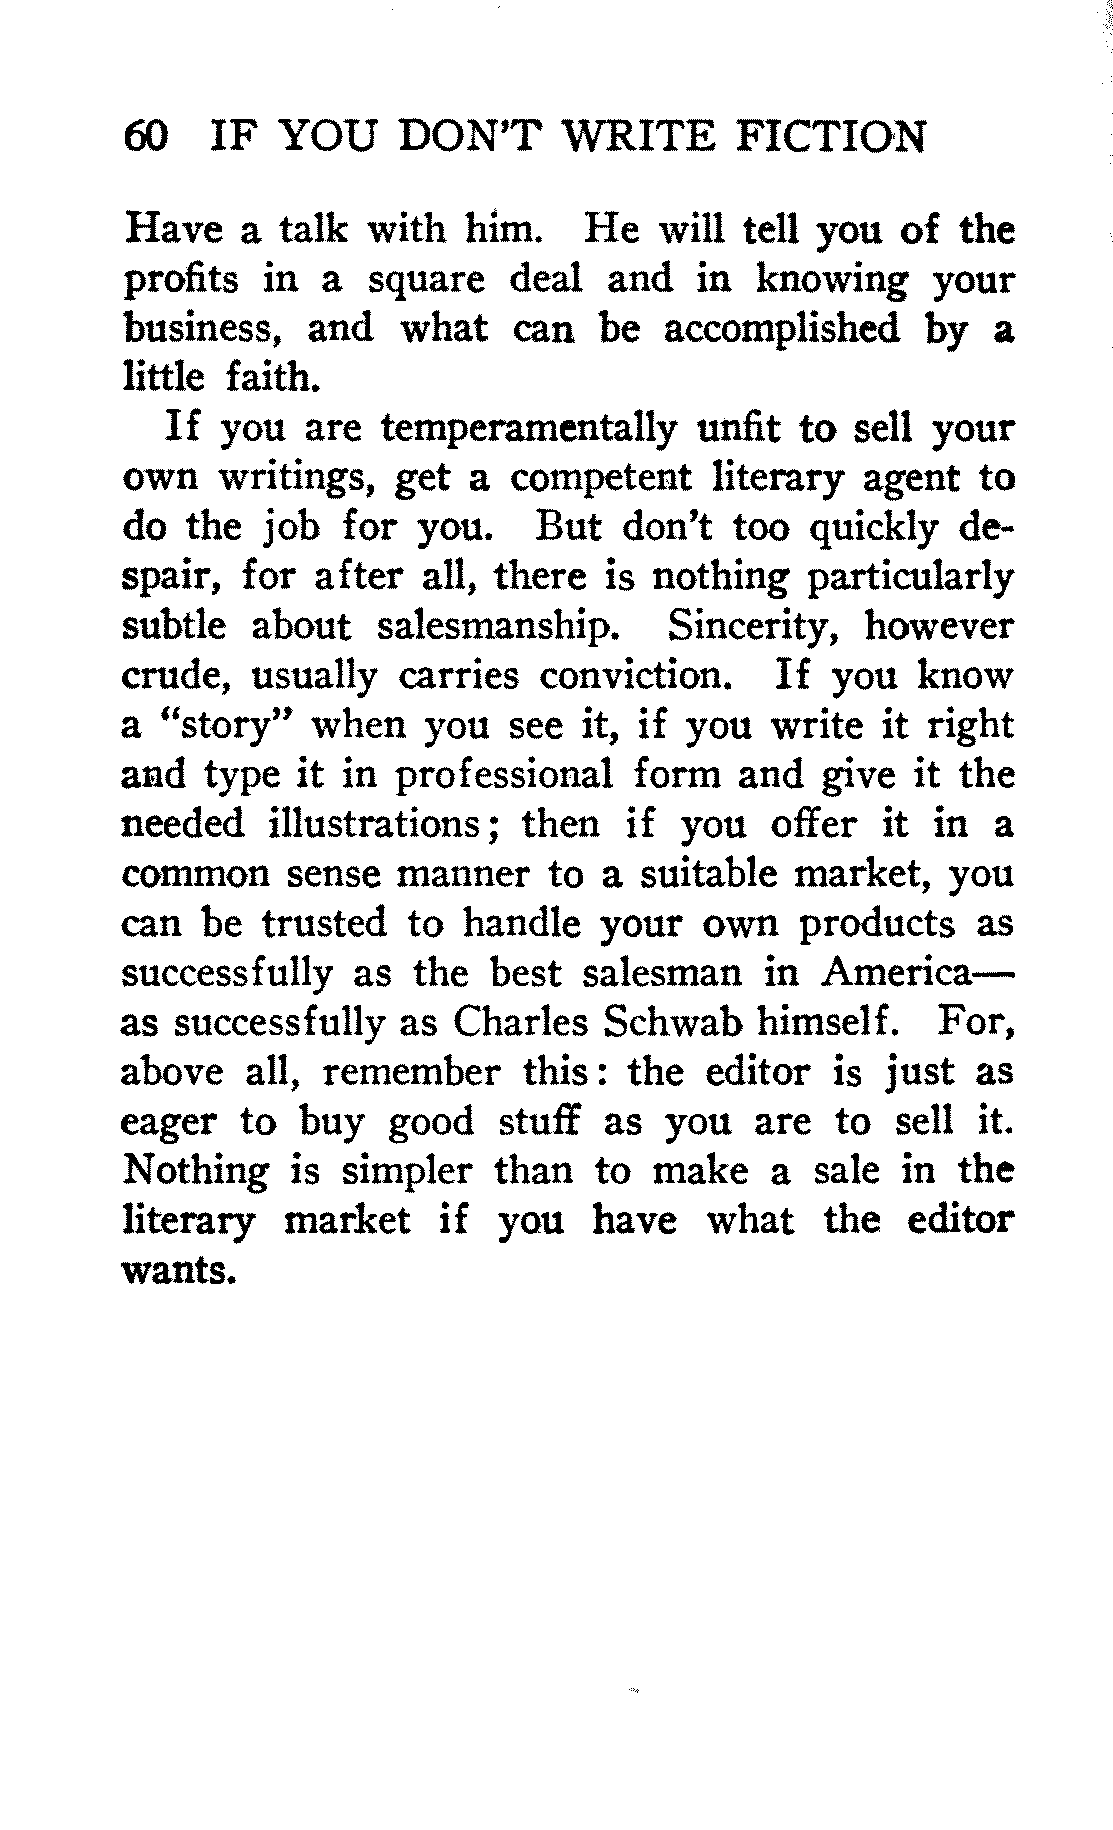 60 IF YOU DON'T WRITE FICTION
Have a talk with him. He will tell you of the
profits in a square deal and in knowing your
business, and what can be accomplished by a
little faith.
If you are temperamentally unfit to sell your
own writings, get a competent literary agent to
do the job for you. But don't too quickly de-
spair, for after all, there is nothing particularly
subtle about salesmanship. Sincerity, however
crude, usually carries conviction. If you know
a “story” when you see it, if you write it right
and type it in professional form and give it the
needed illustrations; then if you offer it in a
common sense manner to a suitable market, you
can be trusted to handle your own products as
successfully as the best salesman in America—
as successfully as Charles Schwab himself. For,
above all, remember this: the editor is just as
eager to buy good stuff as you are to sell it.
Nothing is simpler than to make a sale in the
literary market if you have what the editor
wants.